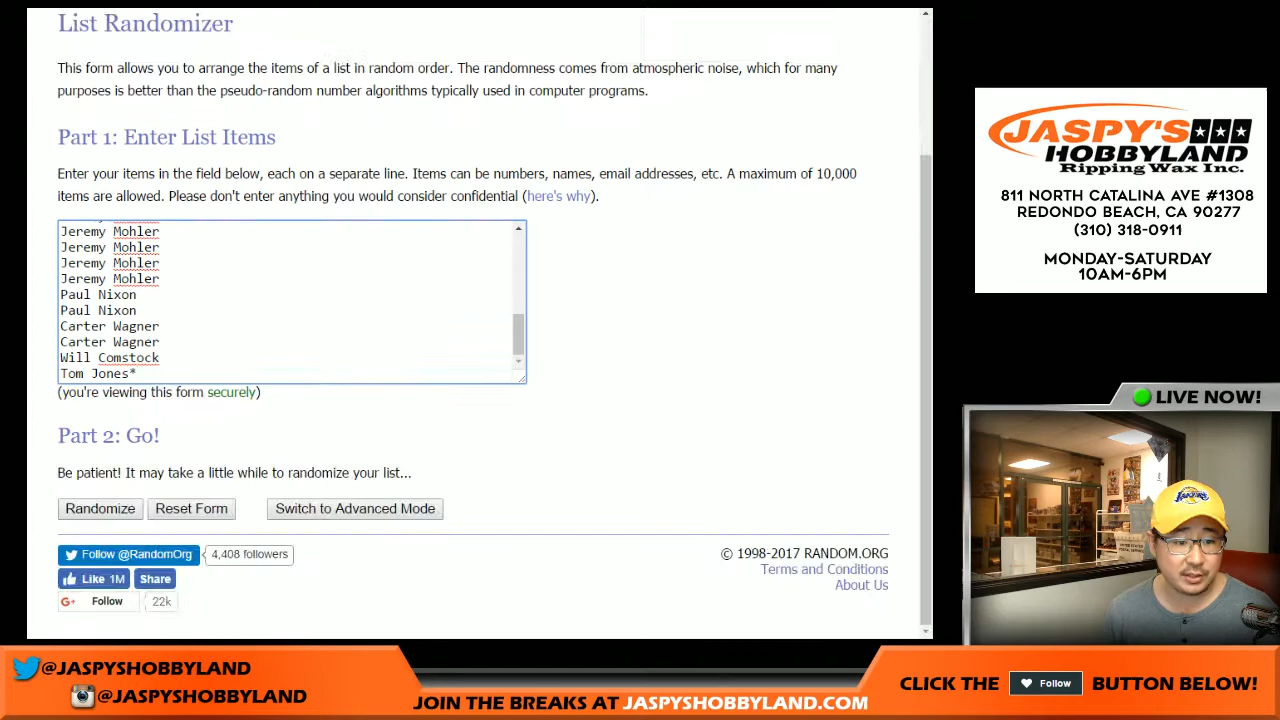 List Randomizer
This form allows you to arrange the items of a list in random order. The randomness comes from atmospheric noise, which for many
purposes is better than the pseudo-random number algorithms typically used in computer programs.
Part 1: Enter List Items
Enter your items in the field below, each on a separate line. Items can be numbers, names, email addresses, etc. A maximum of 10,000
items are allowed. Please don't enter anything you would consider confidential (here's why).
Jeremy Mohler
Jeremy Mohler
Jeremy Mohler
Jeremy Mohler
Paul Nixon
Paul Nixon
Carter Wagner
Carter Wagner
Will Comstock
Tom Jones*
(you're viewing this form securely)
Part 2: Go!
Be patient! It may take a little while to randomize your list...
Randomize Reset Form Switch to Advanced Mode
Follow @RandomOrg 4,408 followers
Like 1M Share
G+ Follow 22k
© 1998-2017 RANDOM.ORG
Terms and Conditions
About Us
JASPY'S
HOBBYLAND
Ripping Wax Inc.
811 NORTH CATALINA AVE #1308
REDONDO BEACH, CA 90277
(310) 318-0911
MONDAY-SATURDAY
10AM-6PM
LIVE NOW!
LAKERS
@JASPYSHOBBYLAND
@JASPYSHOBBYLAND
JOIN THE BREAKS AT JASPYSHOBBYLAND.COM
CLICK THE Follow BUTTON BELOW!